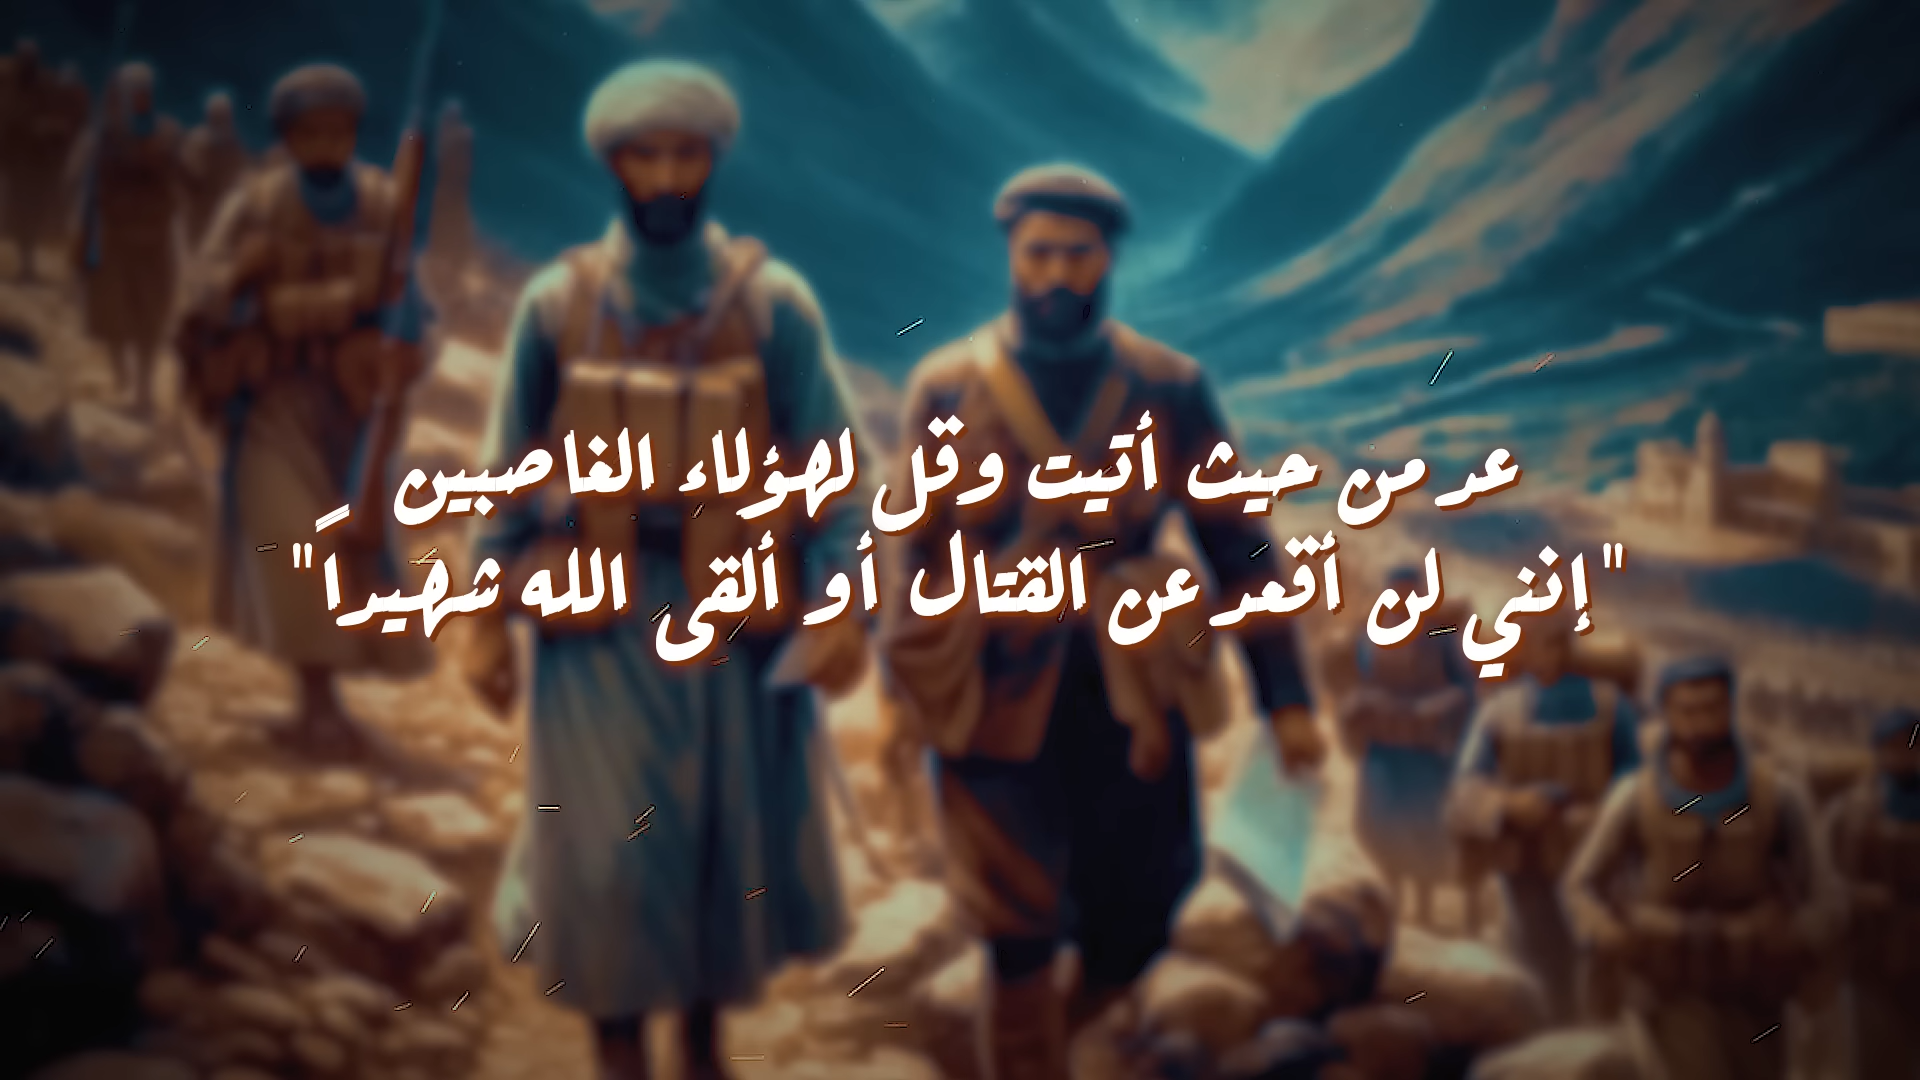 عد من حيث أتيت وقل لهؤلاءِ الغاصبين
"إنني لن أقعد عن القتال أو ألقى الله شهيداً"